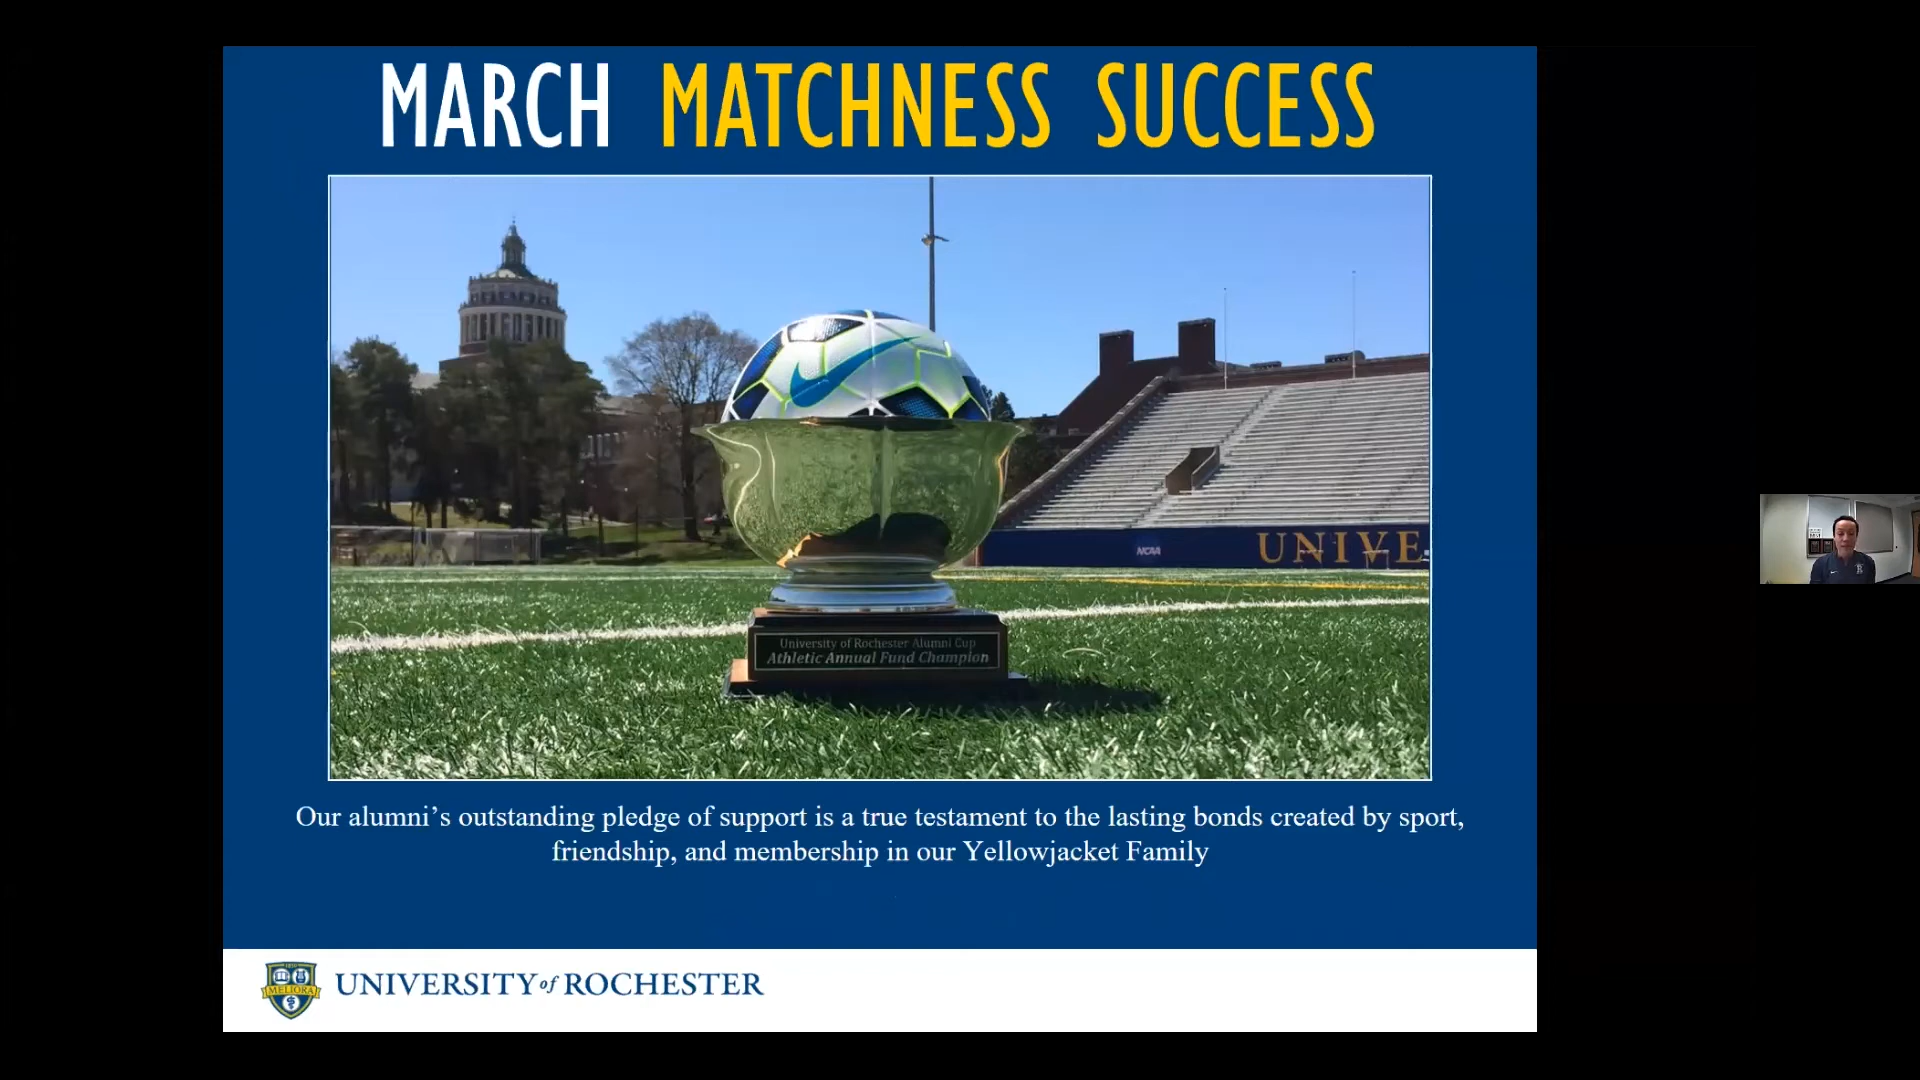 MARCH MATCHNESS SUCCESS
NCAA
UNIVE
University of Rochester Alumni Cup
Athletic Annual Fund Champion
Our alumni’s outstanding pledge of support is a true testament to the lasting bonds created by sport,
friendship, and membership in our Yellowjacket Family
MELIORA
UNIVERSITY of ROCHESTER